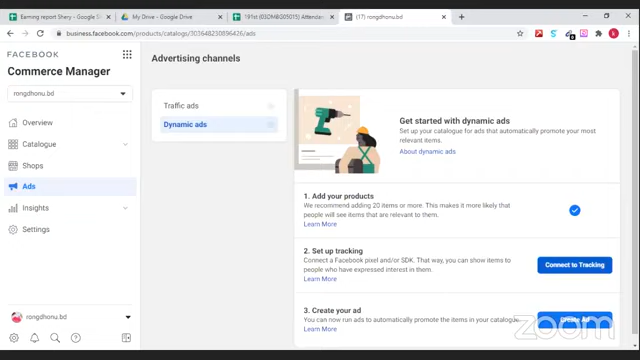 Earning report Shery - Google S
My Drive - Google Drive
191st (03DMW205015) Attendan
rongdhonu.bd
business.facebook.com/products/catalogs/303648230896426/ads
FACEBOOK
Commerce Manager
rongdhonu.bd
Overview
Catalogue
Shops
Ads
Insights
Settings
rongdhonu.bd
Advertising channels
Traffic ads
Dynamic ads
Get started with dynamic ads
Set up your catalogue for ads that automatically promote your most
relevant items.
About dynamic ads
1. Add your products
We recommend adding 20 items or more. This makes it more likely that
people will see items that are relevant to them.
Learn More
2. Set up tracking
Connect a Facebook pixel and/or SDK. That way, you can show items to
people who have expressed interest in them.
Learn More
Connect to Tracking
3. Create your ad
You can now run ads to automatically promote the items in your catalogue.
Learn More
Create Ad
zoom